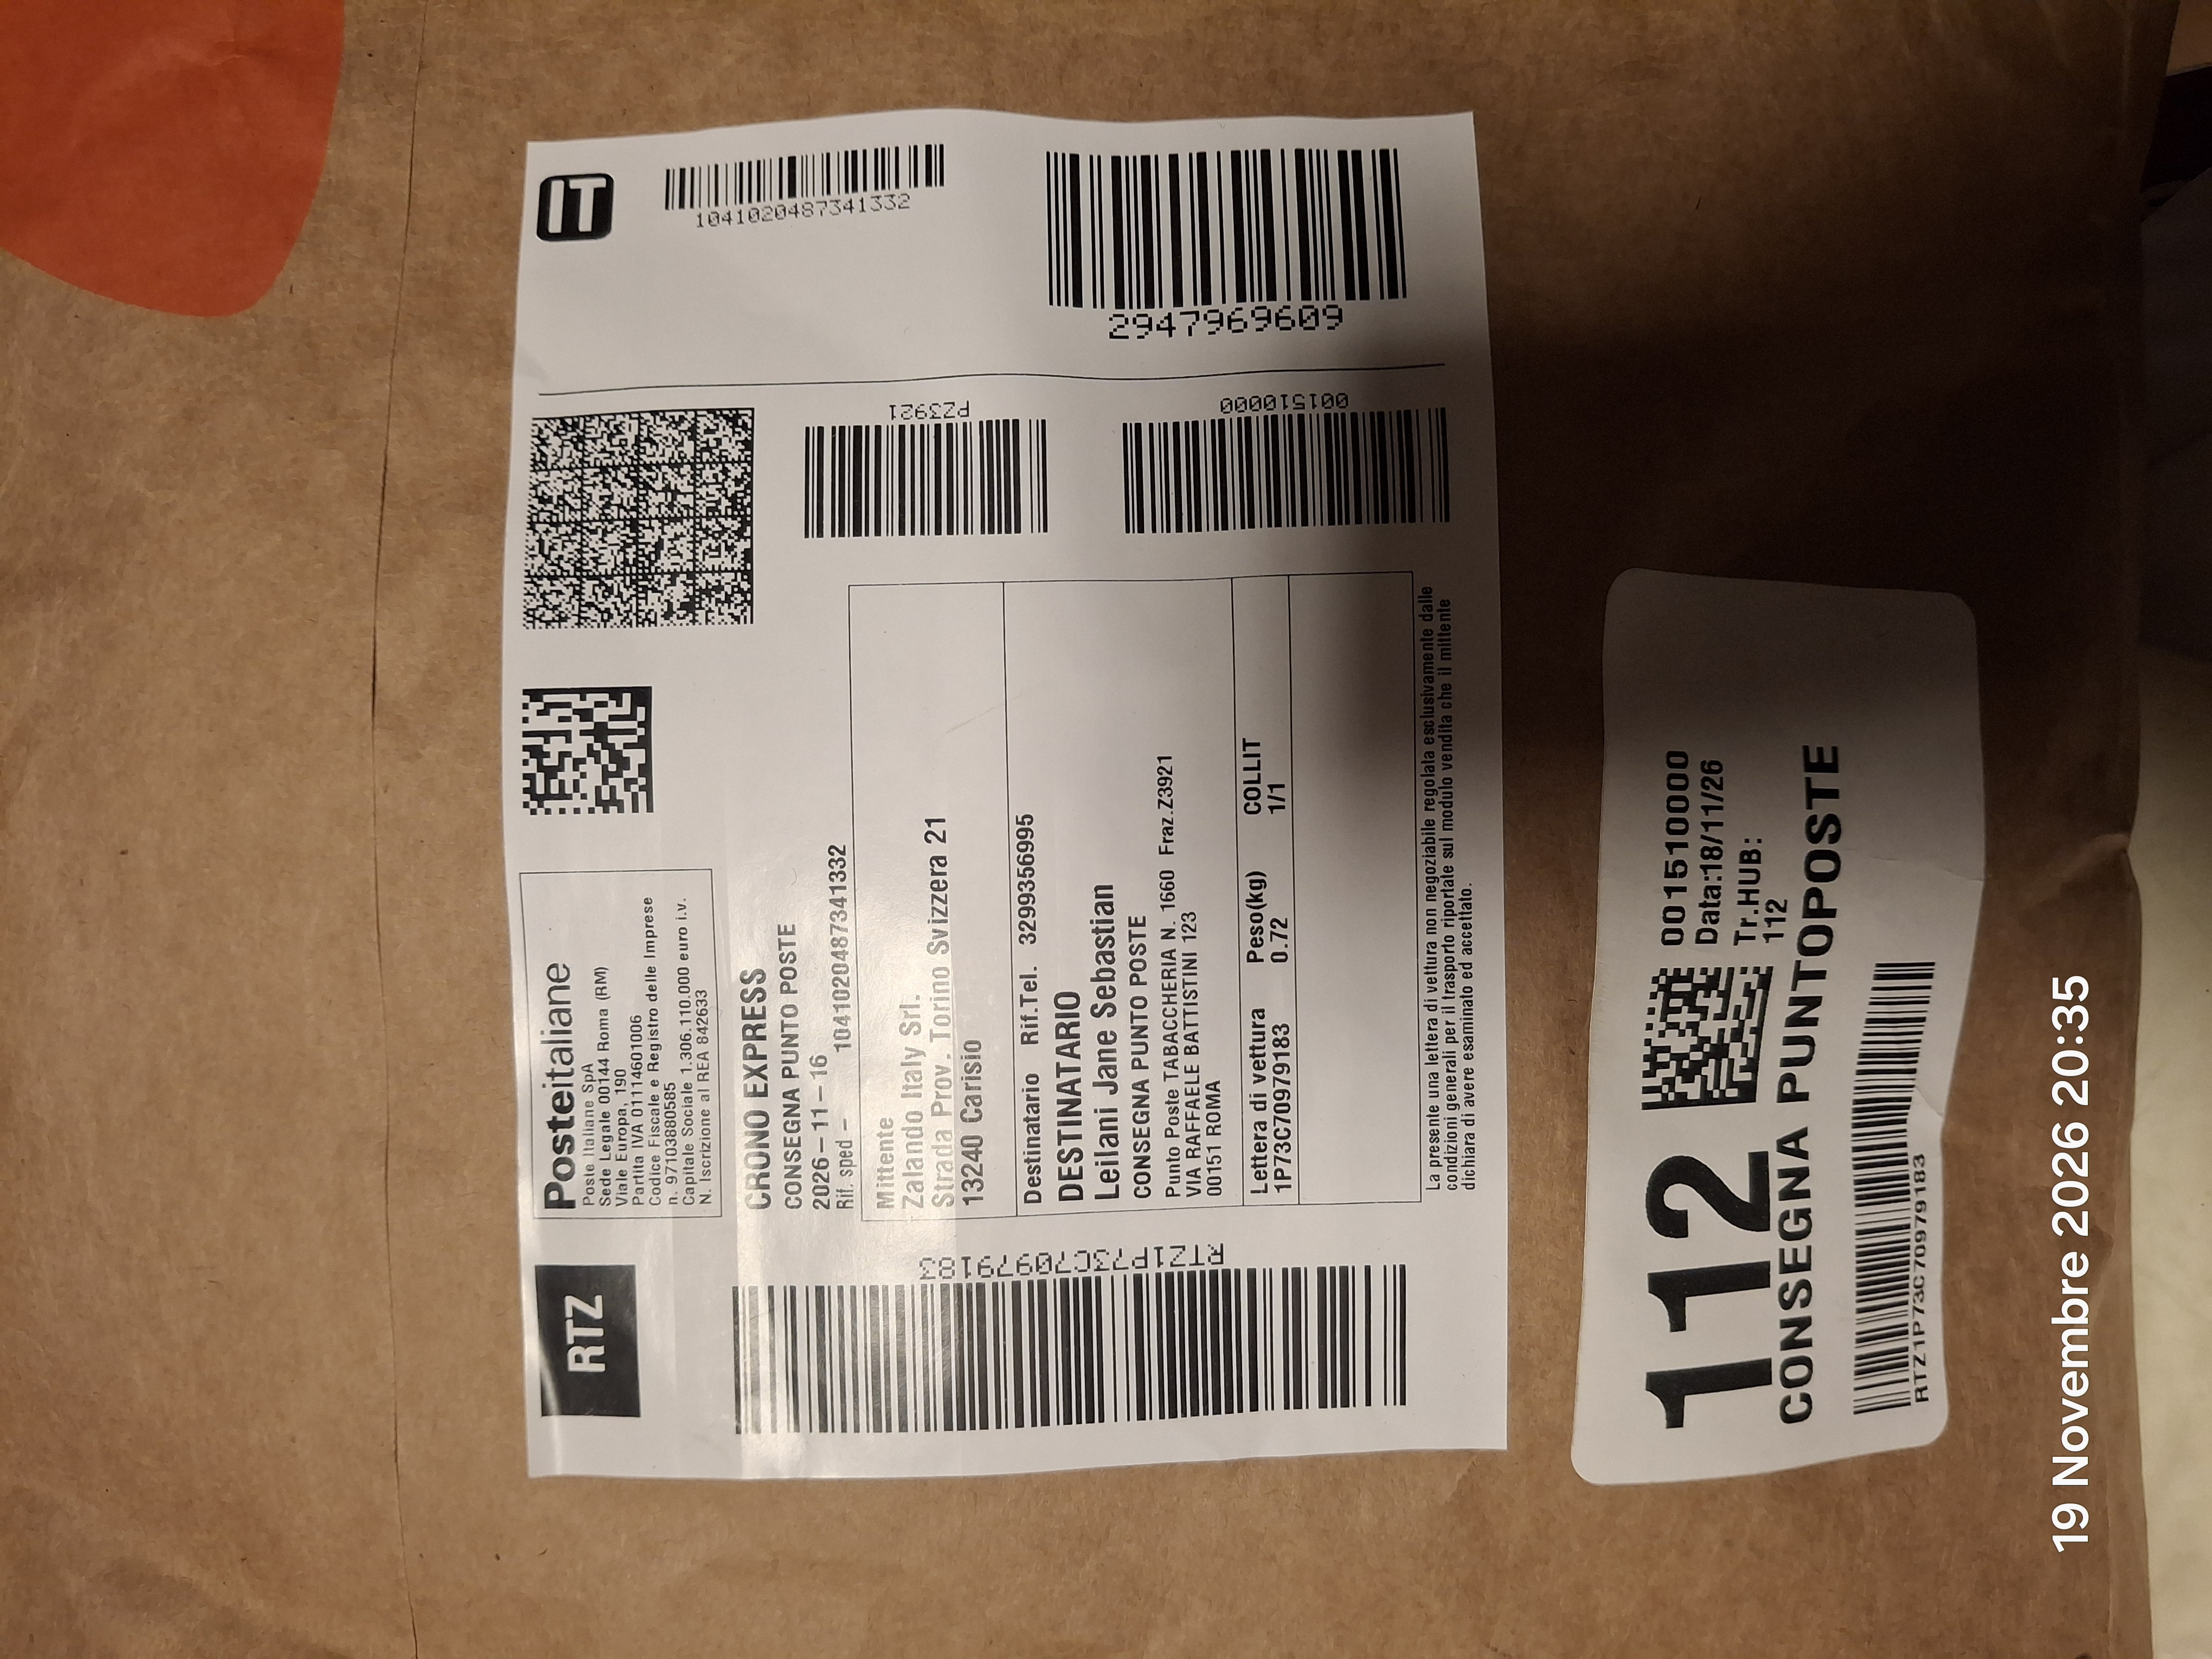 RTZ
Posteitaliane
Poste Italiane SpA
Sede Legale 00144 Roma (RM)
Viale Europa, 190
Partita IVA 01114601006
Codice Fiscale e Registro delle Imprese
n. 97103880585
Capitale Sociale 1.306.110.000 euro i.v.
N. Iscrizione al REA 842633
CRONO EXPRESS
CONSEGNA PUNTO POSTE
2026-11-16
Rif. sped - 1041020487341332
Mittente
Zalando Italy Srl.
Strada Prov. Torino Svizzera 21
13240 Carisio
Destinatario Rif.Tel. 3299356995
DESTINATARIO
Leilani Jane Sebastian
CONSEGNA PUNTO POSTE
Punto Poste TABACCHERIA N. 1660 Fraz.Z3921
VIA RAFFAELE BATTISTINI 123
00151 ROMA
Lettera di vettura Peso(kg) COLLIT
1P73C70979183 0.72 1/1
La presente una lettera di vettura non negoziabile regolata esclusivamente dalle
condizioni generali per il trasporto riportate sul modulo vendita che il mittente
dichiara di avere esaminato ed accettato.
RTZ1P73C70979183
PZ3921
001510000
IT
1041020487341332
294796969609
112
001510000
Data:18/11/26
Tr.HUB:
112
CONSEGNA PUNTOPOSTE
RTZ1P73C70979183
19 Novembre 2026 20:35